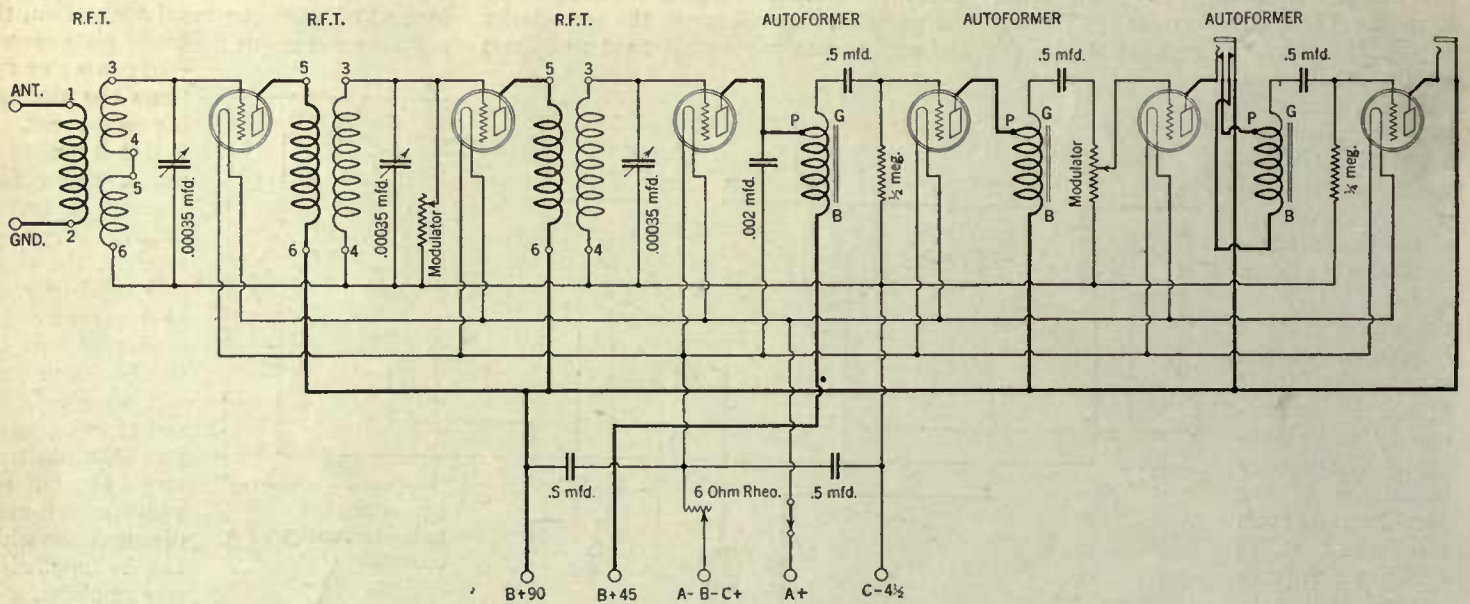 R.F.T. R.F.T. R.F.T. AUTOFORMER AUTOFORMER AUTOFORMER
.5 mfd. .5 mfd. .5 mfd.
3 5 3 5 3
ANT. 1
4
5
GND. 2
6 6 4 6 4
.00035 mfd.
.00035 mfd.
Modulator
.00035 mfd.
.002 mfd.
P G
B
½ meg.
P G
B
Modulator
P G
B
¼ meg.
.5 mfd. 6 Ohm Rheo. .5 mfd.
B+90 B+45 A- B- C+ A+ C-4½